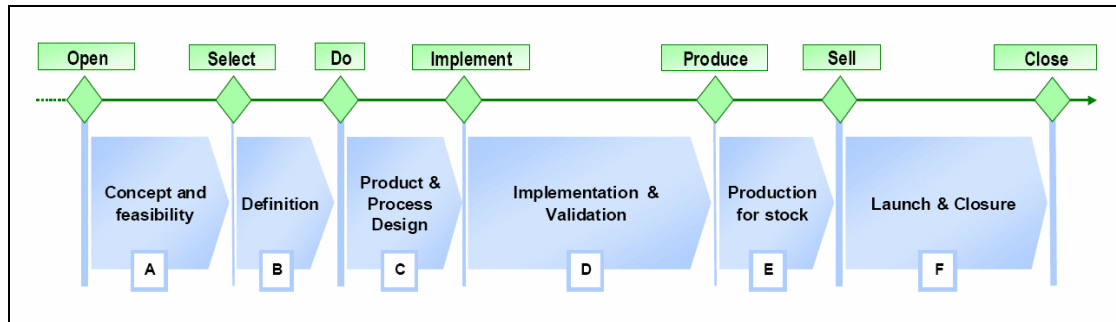 Open Select Do Implement Produce Sell Close
Concept and
feasibility
Definition
Product &
Process
Design
Implementation &
Validation
Production
for stock
Launch & Closure
A B C D E F